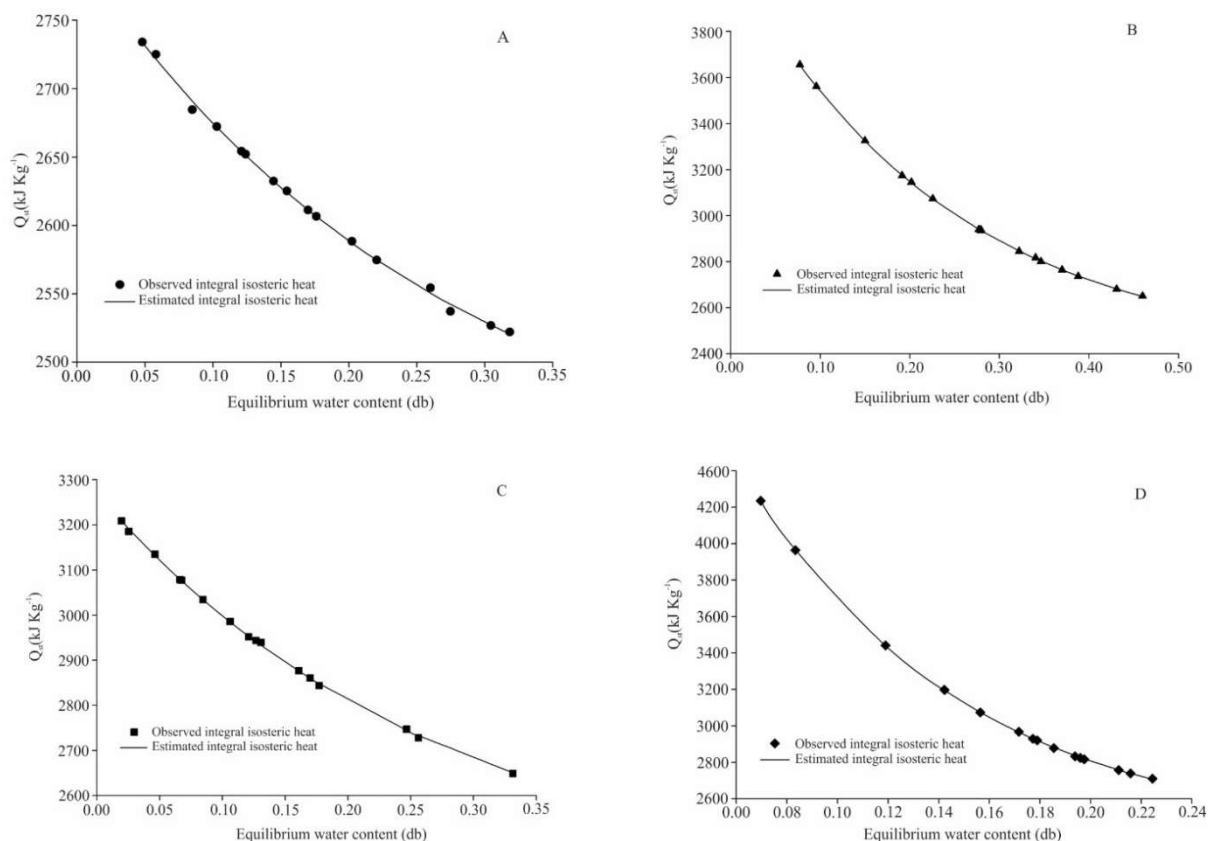 A
2750
2700
2650
2600
2550
2500
Qst(kJ Kg-1)
Observed integral isosteric heat
Estimated integral isosteric heat
0.00 0.05 0.10 0.15 0.20 0.25 0.30 0.35
Equilibrium water content (db)
B
3800
3600
3400
3200
3000
2800
2600
2400
Qst(kJ Kg-1)
Observed integral isosteric heat
Estimated integral isosteric heat
0.00 0.10 0.20 0.30 0.40 0.50
Equilibrium water content (db)
C
3300
3200
3100
3000
2900
2800
2700
2600
Qst(kJ Kg-1)
Observed integral isosteric heat
Estimated integral isosteric heat
0.00 0.05 0.10 0.15 0.20 0.25 0.30 0.35
Equilibrium water content (db)
D
4600
4200
4000
3800
3400
3200
3000
2800
2600
Qst(kJ Kg-1)
Observed integral isosteric heat
Estimated integral isosteric heat
0.00 0.08 0.10 0.12 0.14 0.16 0.18 0.20 0.22 0.24
Equilibrium water content (db)